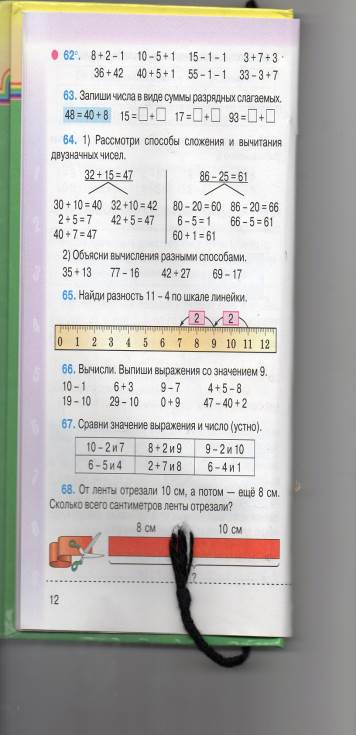 62°. 8 + 2 − 1 10 − 5 + 1 15 − 1 − 1 3 + 7 + 3
36 + 42 40 + 5 + 1 55 − 1 − 1 33 − 3 + 7
63. Запиши числа в виде суммы разрядных слагаемых.
48 = 40 + 8 15 = □ + □ 17 = □ + □ 93 = □ + □
64. 1) Рассмотри способы сложения и вычитания
двузначных чисел.
32 + 15 = 47 86 − 25 = 61
30 + 10 = 40 32 + 10 = 42 80 − 20 = 60 86 − 20 = 66
2 + 5 = 7 42 + 5 = 47 6 − 5 = 1 66 − 5 = 61
40 + 7 = 47 60 + 1 = 61
2) Объясни вычисления разными способами.
35 + 13 77 − 16 42 + 27 69 − 17
65. Найди разность 11 − 4 по шкале линейки.
2 2
0 1 2 3 4 5 6 7 8 9 10 11 12
66. Вычисли. Выпиши выражения со значением 9.
10 − 1 6 + 3 9 − 7 4 + 5 − 8
19 − 10 29 − 10 0 + 9 47 − 40 + 2
67. Сравни значение выражения и число (устно).
10 − 2 и 7 8 + 2 и 9 9 − 2 и 10
6 − 5 и 4 2 + 7 и 8 6 − 4 и 1
68. От ленты отрезали 10 см, а потом — ещё 8 см.
Сколько всего сантиметров ленты отрезали?
8 см 10 см
?
12